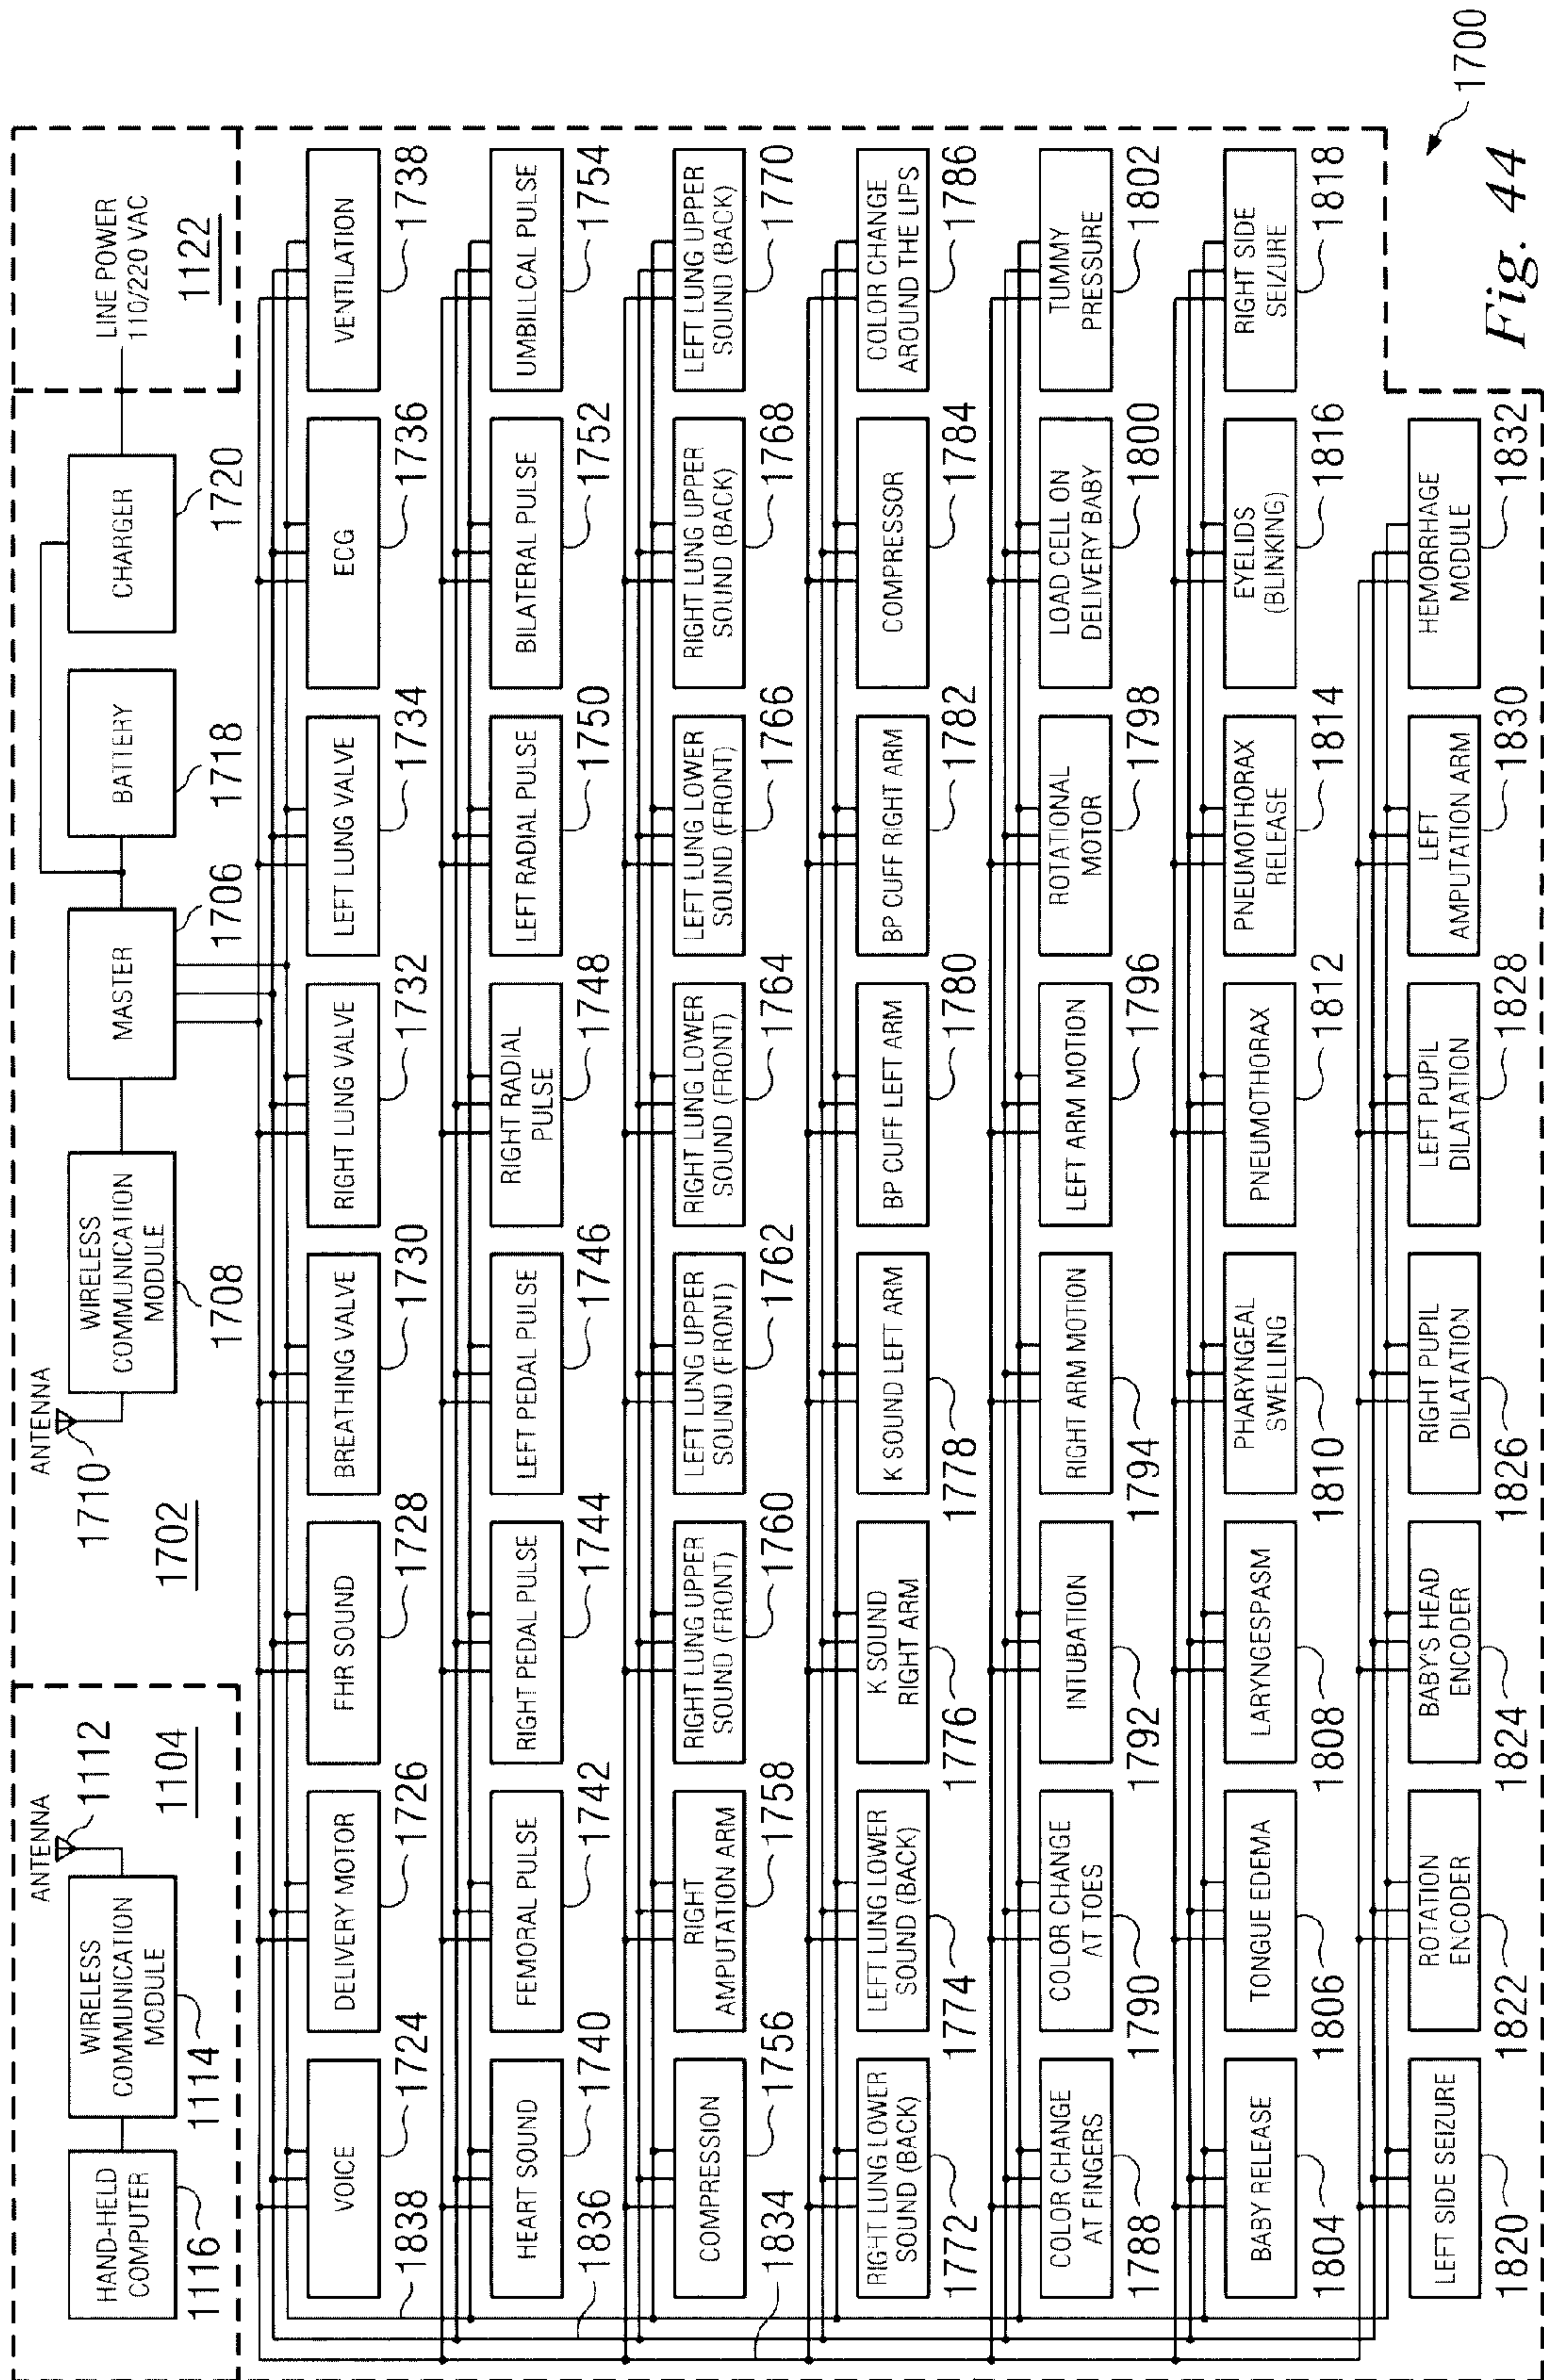 HAND-HELD
COMPUTER
1116
WIRELESS
COMMUNICATION
MODULE
1114
ANTENNA
1112
1104
1702
ANTENNA
1710
WIRELESS
COMMUNICATION
MODULE
1708
MASTER
1706
BATTERY
1718
CHARGER
1720
LINE POWER
110/220 VAC
1122
VOICE
1724
DELIVERY MOTOR
1726
FHR SOUND
1728
BREATHING VALVE
1730
RIGHT LUNG VALVE
1732
LEFT LUNG VALVE
1734
ECG
1736
VENTILATION
1738
1838
HEART SOUND
1740
FEMORAL PULSE
1742
RIGHT PEDAL PULSE
1744
LEFT PEDAL PULSE
1746
RIGHT RADIAL
PULSE
1748
LEFT RADIAL PULSE
1750
BILATERAL PULSE
1752
UMBILLCAL PULSE
1754
1836
COMPRESSION
1756
RIGHT
AMPUTATION ARM
1758
RIGHT LUNG UPPER
SOUND (FRONT)
1760
LEFT LUNG UPPER
SOUND (FRONT)
1762
RIGHT LUNG LOWER
SOUND (FRONT)
1764
LEFT LUNG LOWER
SOUND (FRONT)
1766
RIGHT LUNG UPPER
SOUND (BACK)
1768
LEFT LUNG UPPER
SOUND (BACK)
1770
1834
RIGHT LUNG LOWER
SOUND (BACK)
1772
LEFT LUNG LOWER
SOUND (BACK)
1774
K SOUND
RIGHT ARM
1776
K SOUND LEFT ARM
1778
BP CUFF LEFT ARM
1780
BP CUFF RIGHT ARM
1782
COMPRESSOR
1784
COLOR CHANGE
AROUND THE LIPS
1786
COLOR CHANGE
AT FINGERS
1788
COLOR CHANGE
AT TOES
1790
INTUBATION
1792
RIGHT ARM MOTION
1794
LEFT ARM MOTION
1796
ROTATIONAL
MOTOR
1798
LOAD CELL ON
DELIVERY BABY
1800
TUMMY
PRESSURE
1802
BABY RELEASE
1804
TONGUE EDEMA
1806
LARYNGESPASM
1808
PHARYNGEAL
SWELLING
1810
PNEUMOTHORAX
1812
PNEUMOTHORAX
RELEASE
1814
EYELIDS
(BLINKING)
1816
RIGHT SIDE
SEIZURE
1818
LEFT SIDE SEIZURE
1820
ROTATION
ENCODER
1822
BABY'S HEAD
ENCODER
1824
RIGHT PUPIL
DILATATION
1826
LEFT PUPIL
DILATATION
1828
LEFT
AMPUTATION ARM
1830
HEMORRHAGE
MODULE
1832
1700
Fig. 44